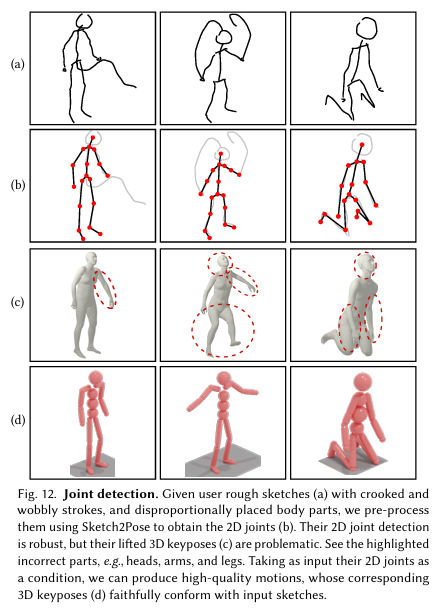 (a)
(b)
(c)
(d)
Fig. 12. Joint detection. Given user rough sketches (a) with crooked and
wobbly strokes, and disproportionally placed body parts, we pre-process
them using Sketch2Pose to obtain the 2D joints (b). Their 2D joint detection
is robust, but their lifted 3D keyposes (c) are problematic. See the highlighted
incorrect parts, e.g., heads, arms, and legs. Taking as input their 2D joints as
a condition, we can produce high-quality motions, whose corresponding
3D keyposes (d) faithfully conform with input sketches.